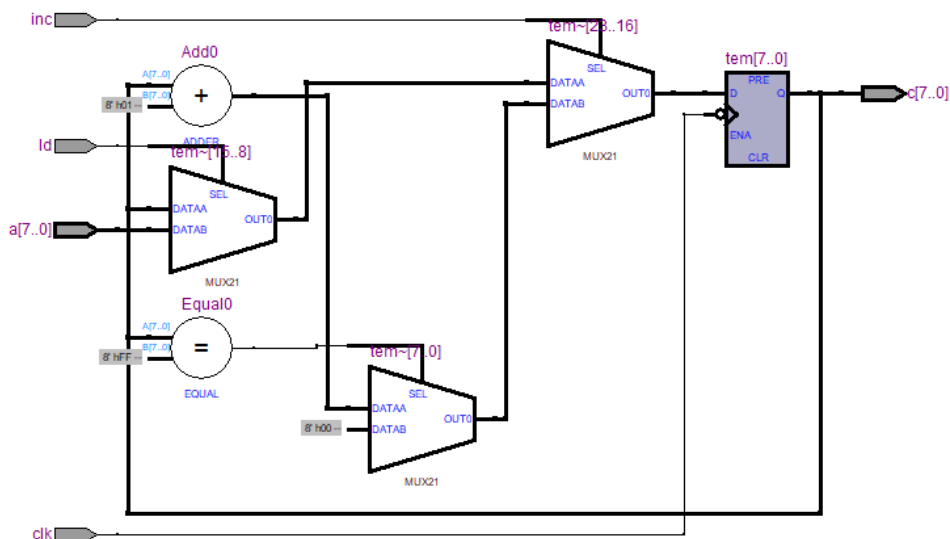 inc
tem~[23..16]
Add0
tem[7..0]
A[7..0]
B[7..0]
8' h01 --
+
ADDER
SEL
DATAA
DATAB
OUT0
MUX21
PRE
D
Q
ENA
CLR
c[7..0]
ld
tem~[15..8]
SEL
DATAA
DATAB
OUT0
MUX21
a[7..0]
Equal0
A[7..0]
B[7..0]
8' hFF --
=
EQUAL
tem~[7..0]
SEL
DATAA
DATAB
OUT0
8' h00 --
MUX21
clk